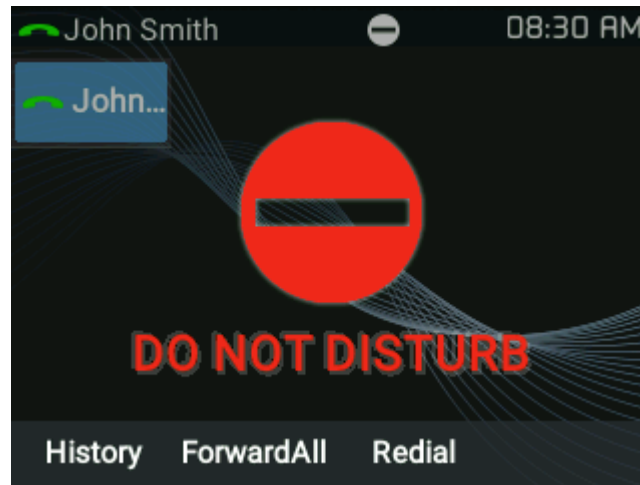 John Smith 08:30 AM
John...
DO NOT DISTURB
History ForwardAll Redial